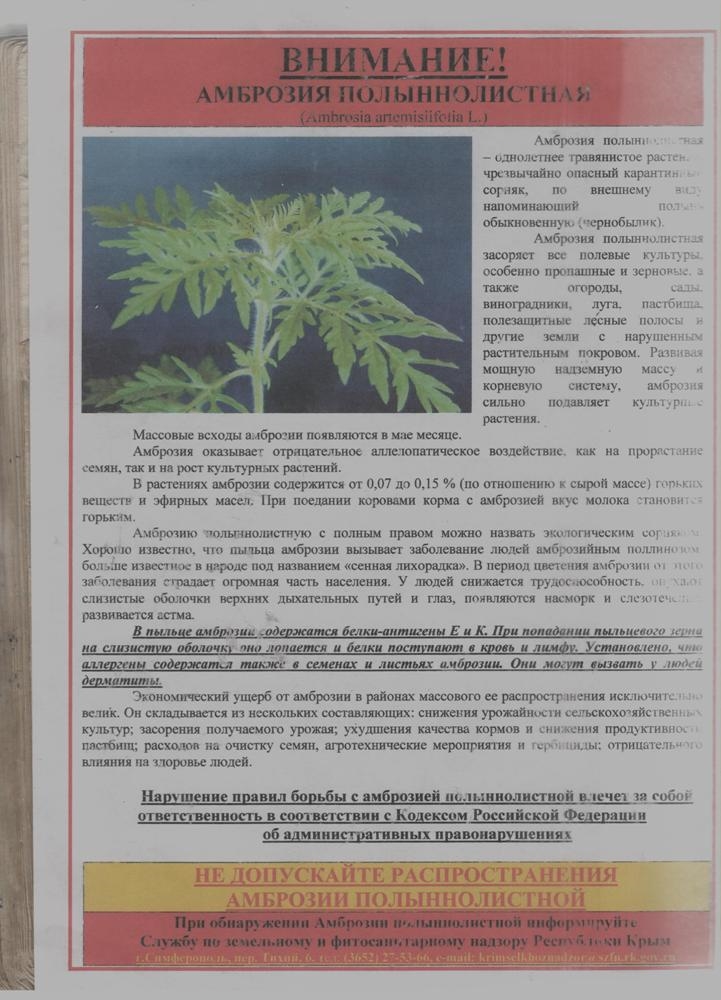 ВНИМАНИЕ!
АМБРОЗИЯ ПОЛЫННОЛИСТНАЯ
(Ambrosia artemisiifolia L.)
Амброзия полыннолистная
– однолетнее травянистое растен
чрезвычайно опасный карантинный
сорняк, по внешнему виду
напоминающий полынь
обыкновенную (чернобылик).
Амброзия полыннолистная
засоряет все полевые культуры,
особенно пропашные и зерновые, а
также огороды, сады,
виноградники, луга, пастбища,
полезащитные лесные полосы и
другие земли с нарушенным
растительным покровом. Развивая
мощную надземную массу и
корневую систему, амброзия
сильно подавляет культурные
растения.
Массовые всходы амброзии появляются в мае месяце.
Амброзия оказывает отрицательное аллелопатическое воздействие, как на прорастание
семян, так и на рост культурных растений.
В растениях амброзии содержится от 0,07 до 0,15 % (по отношению к сырой массе) горьких
веществ и эфирных масел. При поедании коровами корма с амброзией вкус молока становится
горьким.
Амброзию полыннолистную с полным правом можно назвать экологическим сорняком.
Хорошо известно, что пыльца амброзии вызывает заболевание людей амброзийным поллинозом
больше известное в народе под названием «сенная лихорадка». В период цветения амброзии от этого
заболевания страдает огромная часть населения. У людей снижается трудоспособность, опухают
слизистые оболочки верхних дыхательных путей и глаз, появляются насморк и слезотечение,
развивается астма.
В пыльце амброзии содержатся белки-антигены Е и К. При попадании пыльцевого зерна
на слизистую оболочку оно лопается и белки поступают в кровь и лимфу. Установлено, что
аллергены содержатся также в семенах и листьях амброзии. Они могут вызвать у людей
дерматиты.
Экономический ущерб от амброзии в районах массового ее распространения исключительно
велик. Он складывается из нескольких составляющих: снижения урожайности сельскохозяйственных
культур; засорения получаемого урожая; ухудшения качества кормов и снижения продуктивности
пастбищ; расходов на очистку семян, агротехнические мероприятия и гербициды; отрицательного
влияния на здоровье людей.
Нарушение правил борьбы с амброзией полыннолистной влечет за собой
ответственность в соответствии с Кодексом Российской Федерации
об административных правонарушениях
НЕ ДОПУСКАЙТЕ РАСПРОСТРАНЕНИЯ
АМБРОЗИИ ПОЛЫННОЛИСТНОЙ
При обнаружении Амброзии полыннолистной информируйте
Службу по земельному и фитосанитарному надзору Республики Крым
г.Симферополь, пер. Тихий, 6, тел. (3652) 27-53-66, e-mail: krimselkhoznadzor@szfn.rk.gov.ru